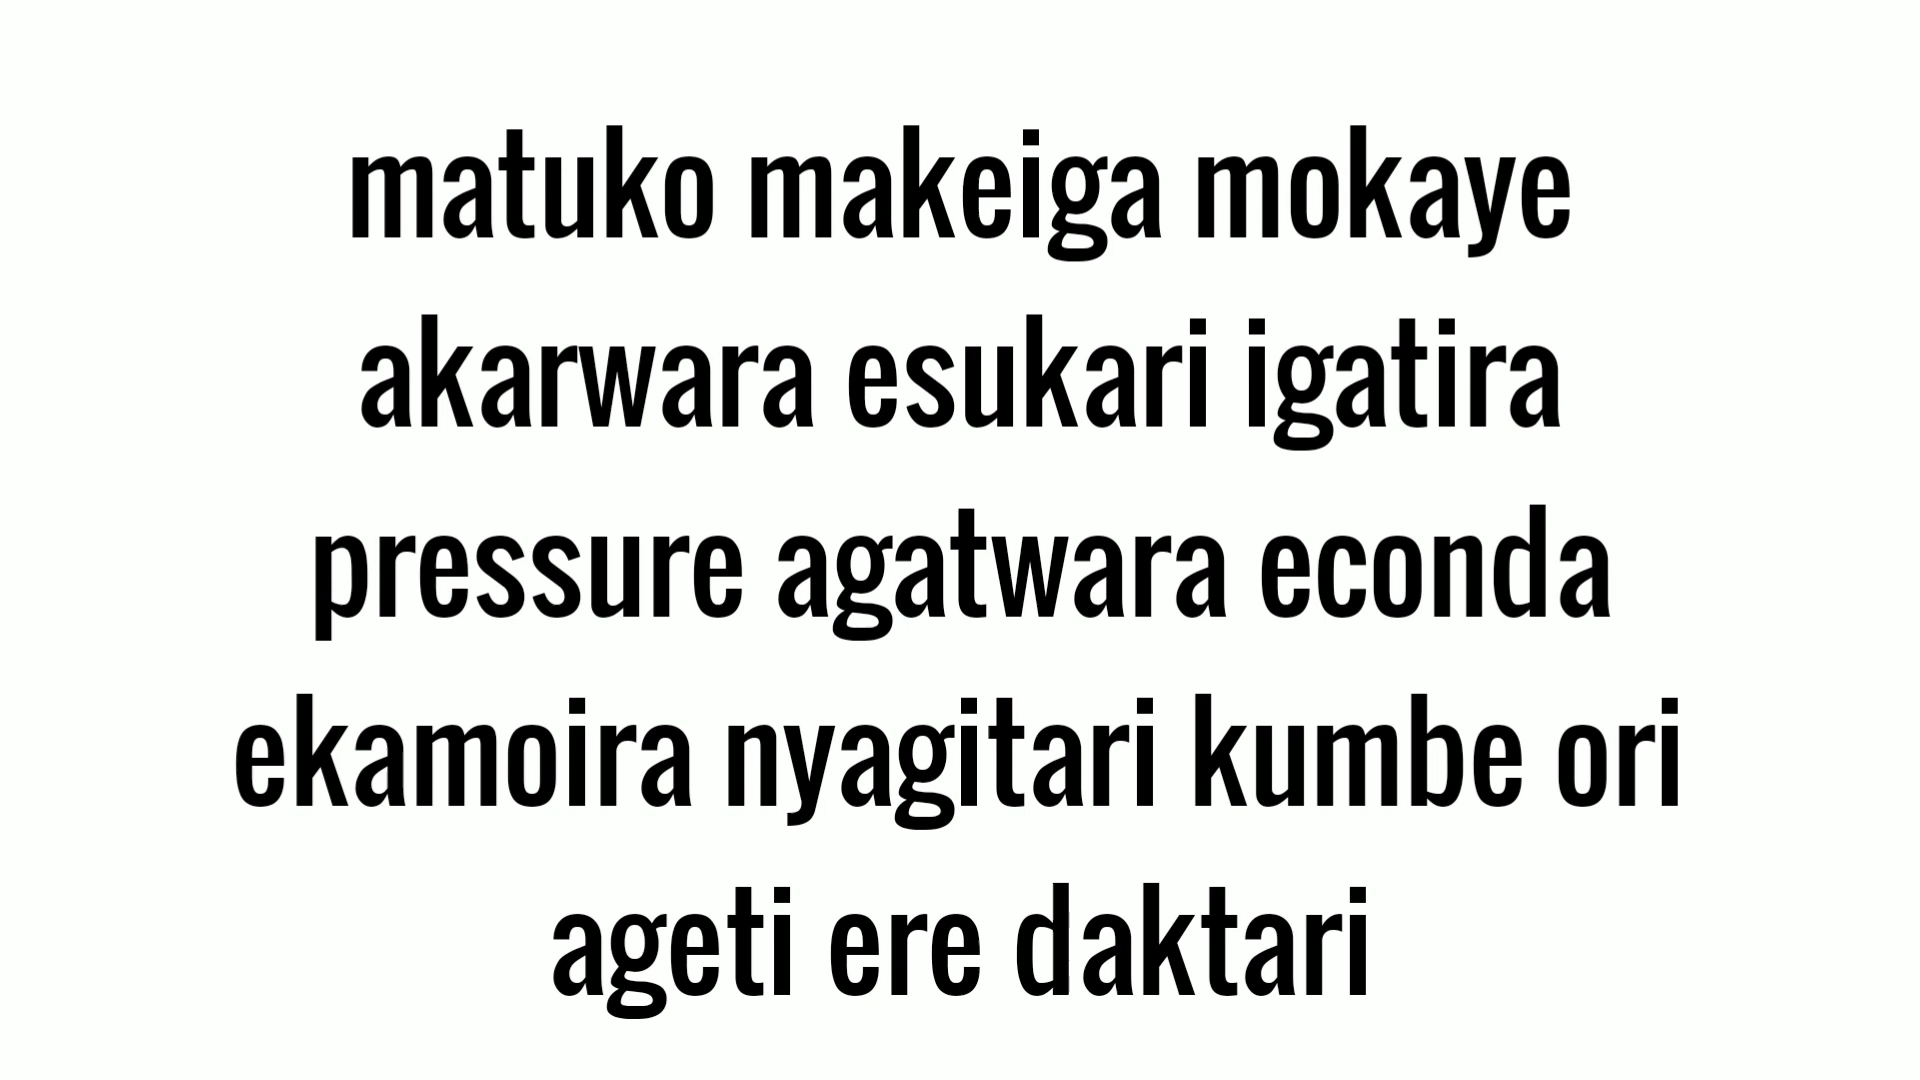 matuko makeiga mokaye
akarwara esukari igatira
pressure agatwara econda
ekamoira nyagitari kumbe ori
ageti ere daktari